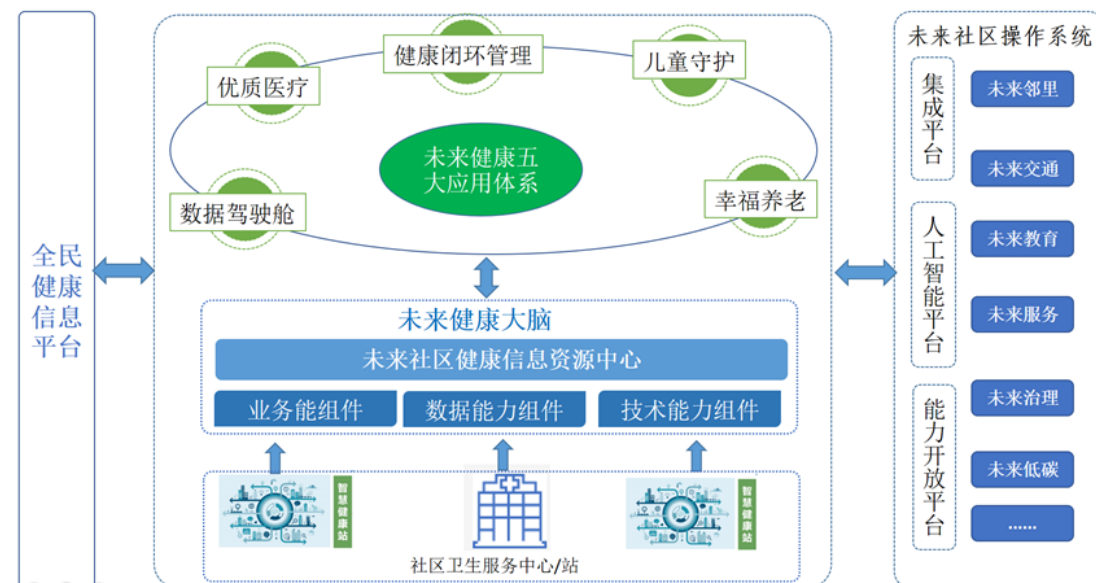 全民
健康
信息
平台
健康闭环管理
优质医疗
儿童守护
未来健康五
大应用体系
数据驾驶舱
幸福养老
未来健康大脑
未来社区健康信息资源中心
业务能组件
数据能力组件
技术能力组件
智慧健康站
智慧健康站
社区卫生服务中心/站
未来社区操作系统
集成平台
未来邻里
未来交通
人工智能平台
未来教育
未来服务
能力开放平台
未来治理
未来低碳
......